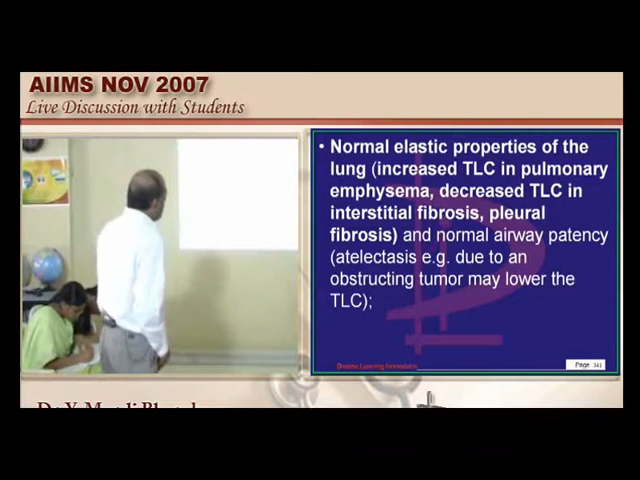 AIIMS NOV 2007
Live Discussion with Students
• Normal elastic properties of the
lung (increased TLC in pulmonary
emphysema, decreased TLC in
interstitial fibrosis, pleural
fibrosis) and normal airway patency
(atelectasis e.g. due to an
obstructing tumor may lower the
TLC);
Page